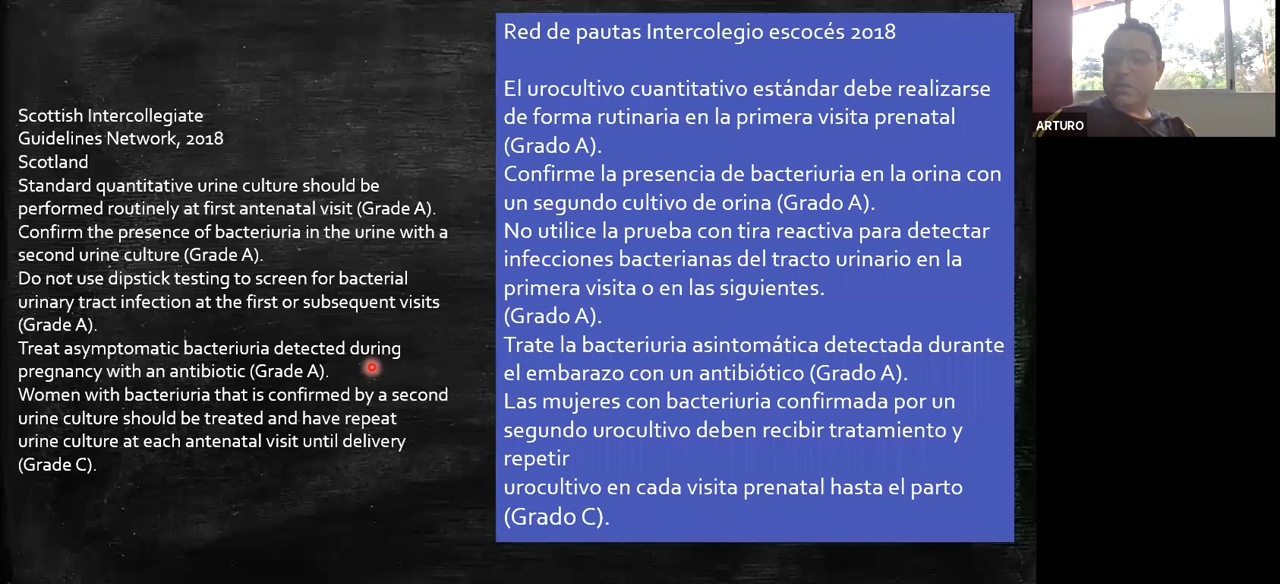 Scottish Intercollegiate
Guidelines Network, 2018
Scotland
Standard quantitative urine culture should be
performed routinely at first antenatal visit (Grade A).
Confirm the presence of bacteriuria in the urine with a
second urine culture (Grade A).
Do not use dipstick testing to screen for bacterial
urinary tract infection at the first or subsequent visits
(Grade A).
Treat asymptomatic bacteriuria detected during
pregnancy with an antibiotic (Grade A).
Women with bacteriuria that is confirmed by a second
urine culture should be treated and have repeat
urine culture at each antenatal visit until delivery
(Grade C).
Red de pautas Intercolegio escocés 2018
El urocultivo cuantitativo estándar debe realizarse
de forma rutinaria en la primera visita prenatal
(Grado A).
Confirme la presencia de bacteriuria en la orina con
un segundo cultivo de orina (Grado A).
No utilice la prueba con tira reactiva para detectar
infecciones bacterianas del tracto urinario en la
primera visita o en las siguientes.
(Grado A).
Trate la bacteriuria asintomática detectada durante
el embarazo con un antibiótico (Grado A).
Las mujeres con bacteriuria confirmada por un
segundo urocultivo deben recibir tratamiento y
repetir
urocultivo en cada visita prenatal hasta el parto
(Grado C).
ARTURO